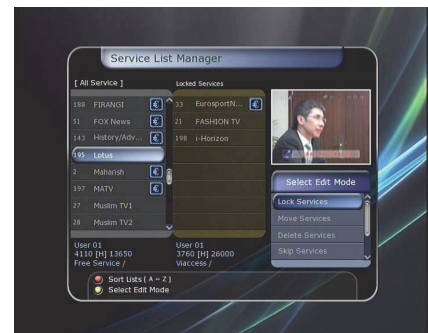 Service List Manager
[ All Service ]
Locked Services
188 FIRANGI €
51 FOX News €
143 History/Adv... €
195 Lotus
2 Maharish €
197 MATV €
27 Muslim TV1
28 Muslim TV2
33 EurosportN... €
21 FASHION TV
198 i-Horizon
Select Edit Mode
Lock Services
Move Services
Delete Services
Skip Services
User 01
4110 [H] 13650
Free Service /
User 01
3760 [H] 26000
Viaccess /
Sort Lists [ A ~ Z ]
Select Edit Mode